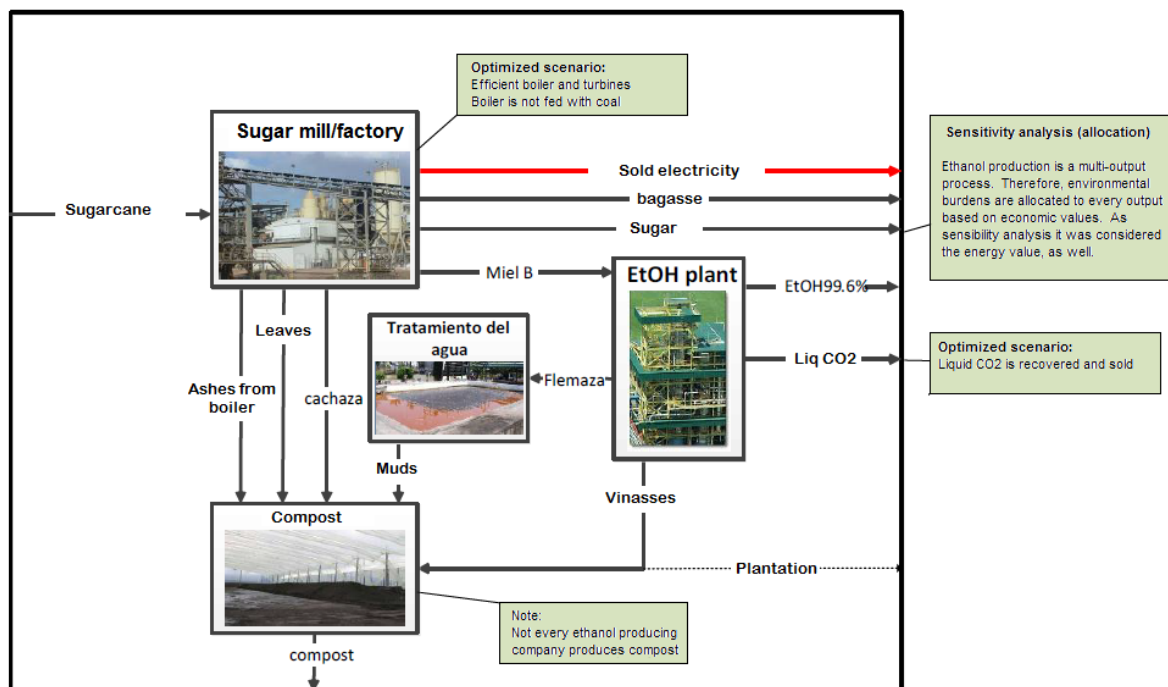 Optimized scenario:
Efficient boiler and turbines
Boiler is not fed with coal
Sugar mill/factory
Sugarcane
Sold electricity
bagasse
Sugar
Miel B
Sensitivity analysis (allocation)
Ethanol production is a multi-output
process. Therefore, environmental
burdens are allocated to every output
based on economic values. As
sensibility analysis it was considered
the energy value, as well.
EtOH plant
EtOH99.6%
Liq CO2
Optimized scenario:
Liquid CO2 is recovered and sold
Leaves
Ashes from
boiler
cachaza
Tratamiento del
agua
Flemaza
Muds
Vinasses
Compost
Plantation
Note:
Not every ethanol producing
company produces compost
compost